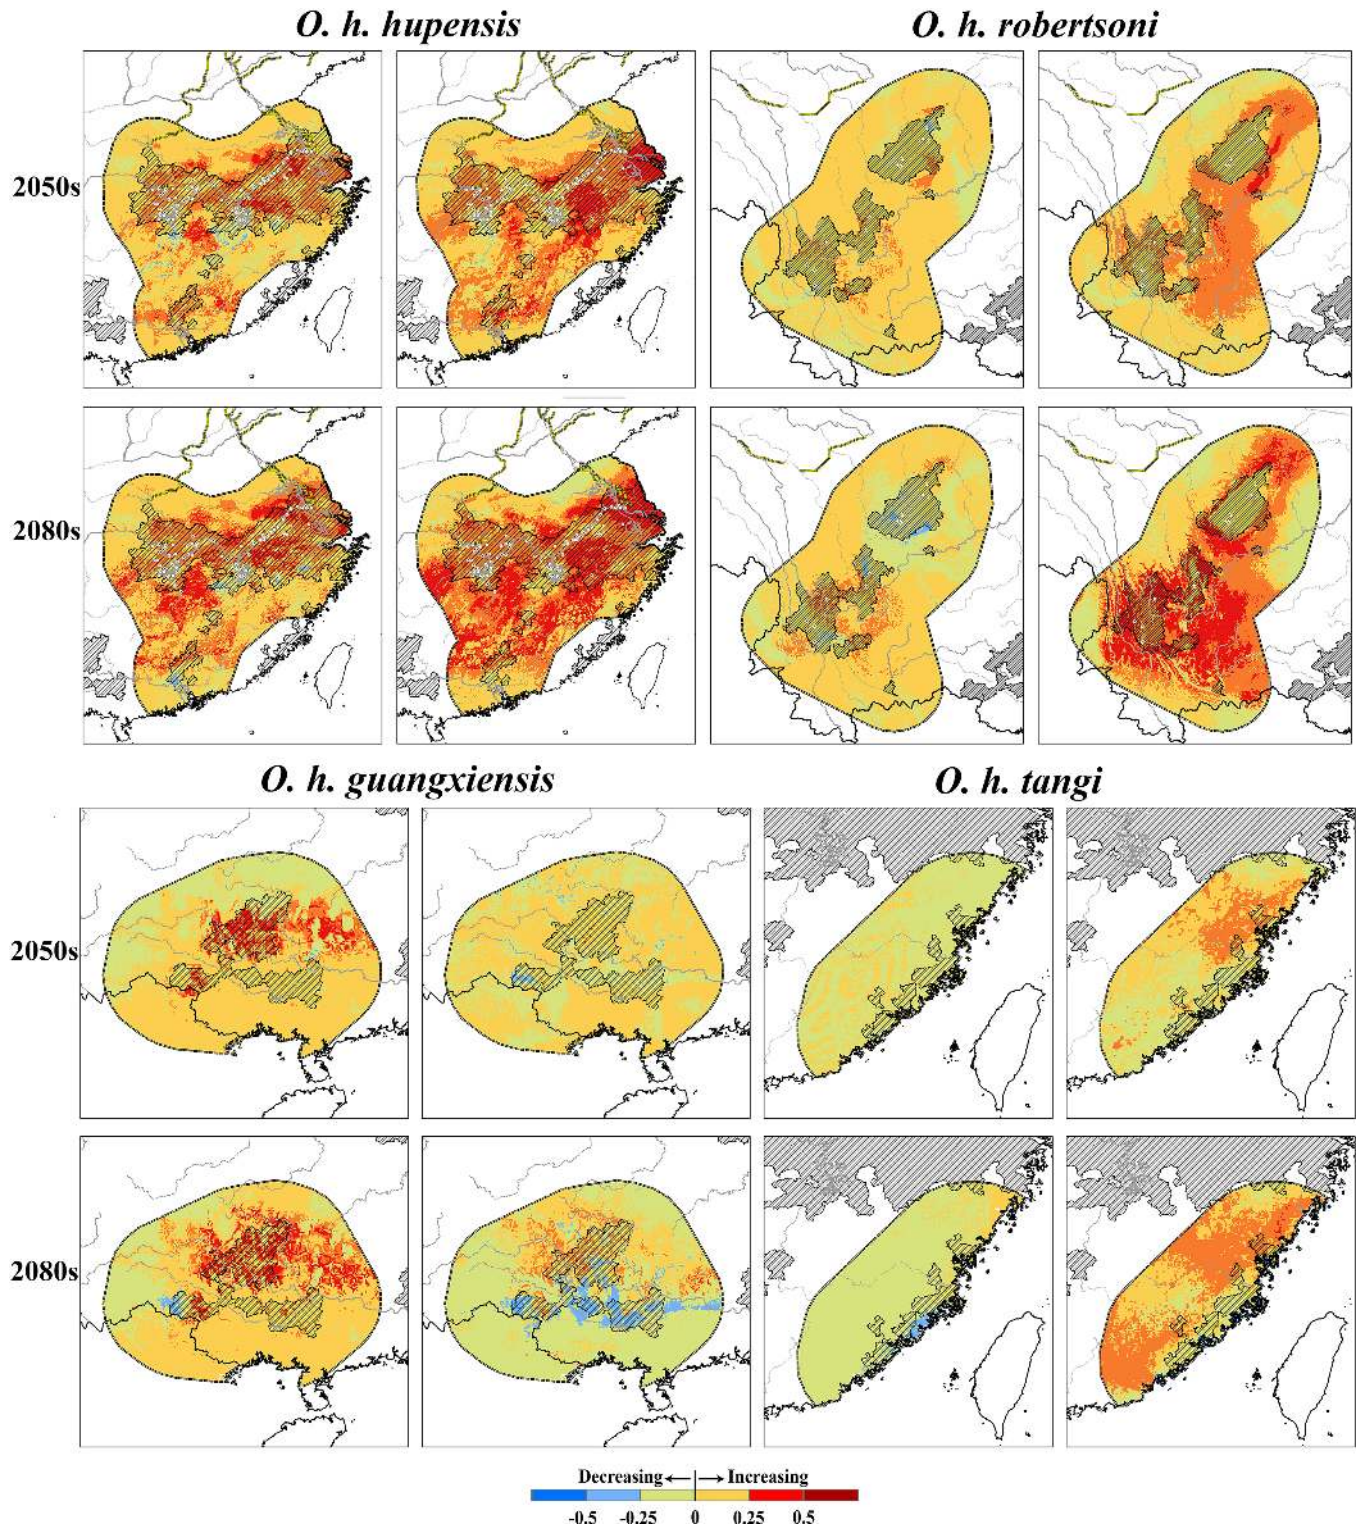 O. h. hupensis
O. h. robertsoni
2050s
2080s
O. h. guangxiensis
O. h. tangi
2050s
2080s
Decreasing ← | → Increasing
-0.5 -0.25 0 0.25 0.5